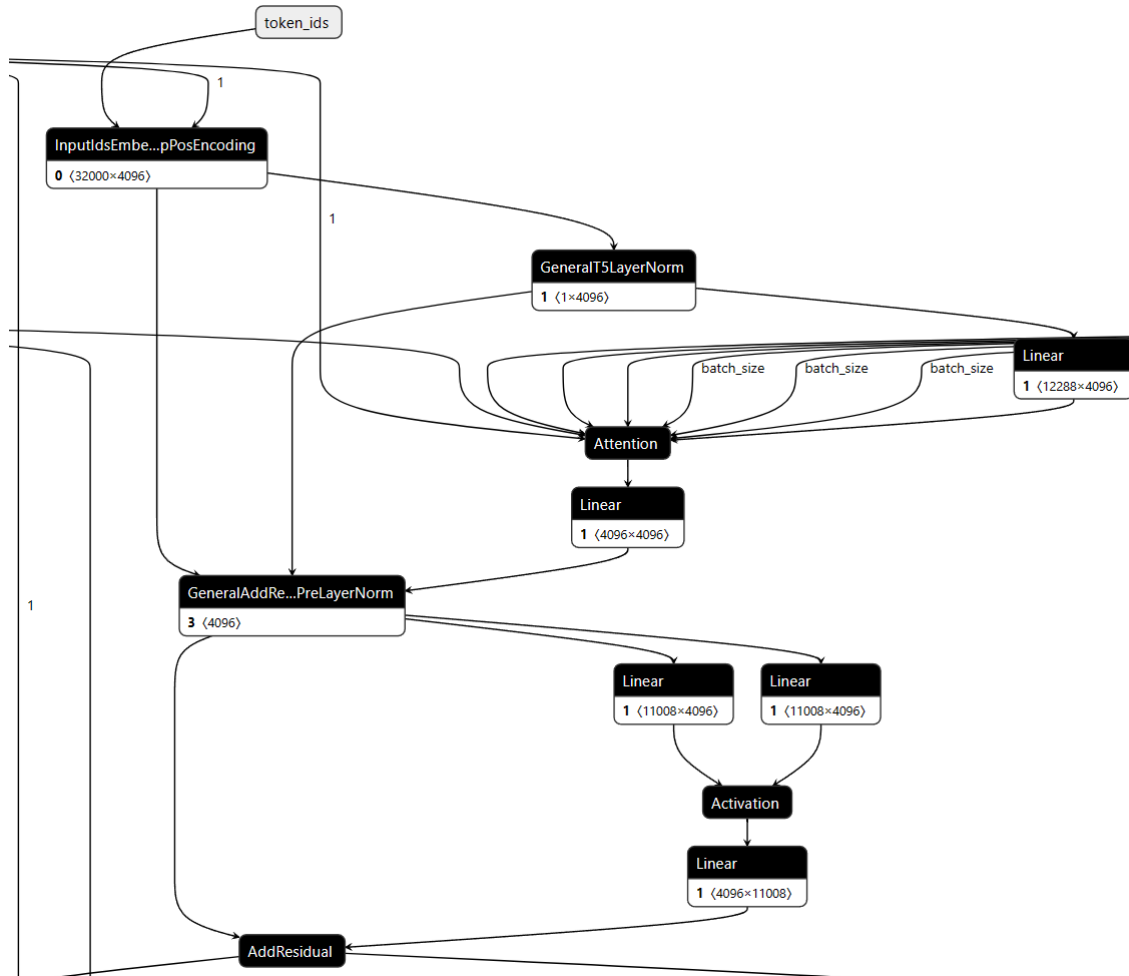 token_ids
1
InputIdsEmbe...pPosEncoding
0 〈32000×4096〉
1
GeneralT5LayerNorm
1 〈1×4096〉
Linear
1 〈12288×4096〉
batch_size
batch_size
batch_size
Attention
Linear
1 〈4096×4096〉
GeneralAddRe...PreLayerNorm
3 〈4096〉
1
Linear
1 〈11008×4096〉
Linear
1 〈11008×4096〉
Activation
Linear
1 〈4096×11008〉
AddResidual